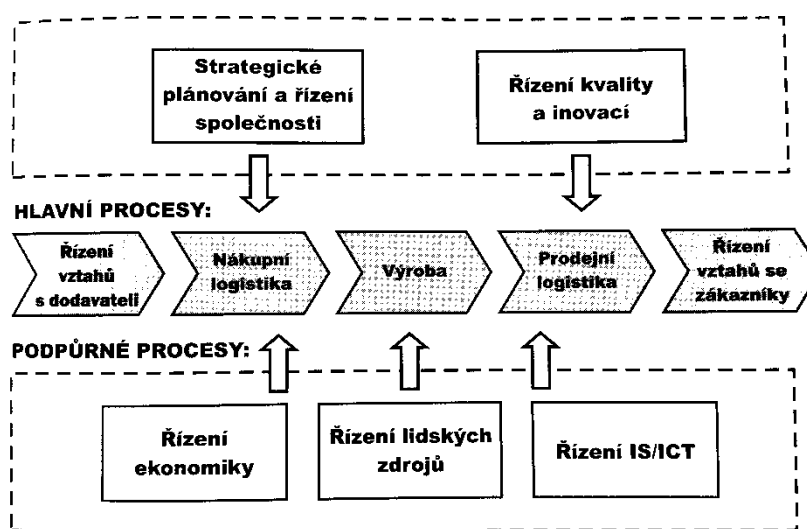 Strategické
plánování a řízení
společnosti
Řízení kvality
a inovací
HLAVNÍ PROCESY:
Řízení
vztahů
s dodavateli
Nákupní
logistika
Výroba
Prodejní
logistika
Řízení
vztahů se
zákazníky
PODPŮRNÉ PROCESY:
Řízení
ekonomiky
Řízení lidských
zdrojů
Řízení IS/ICT